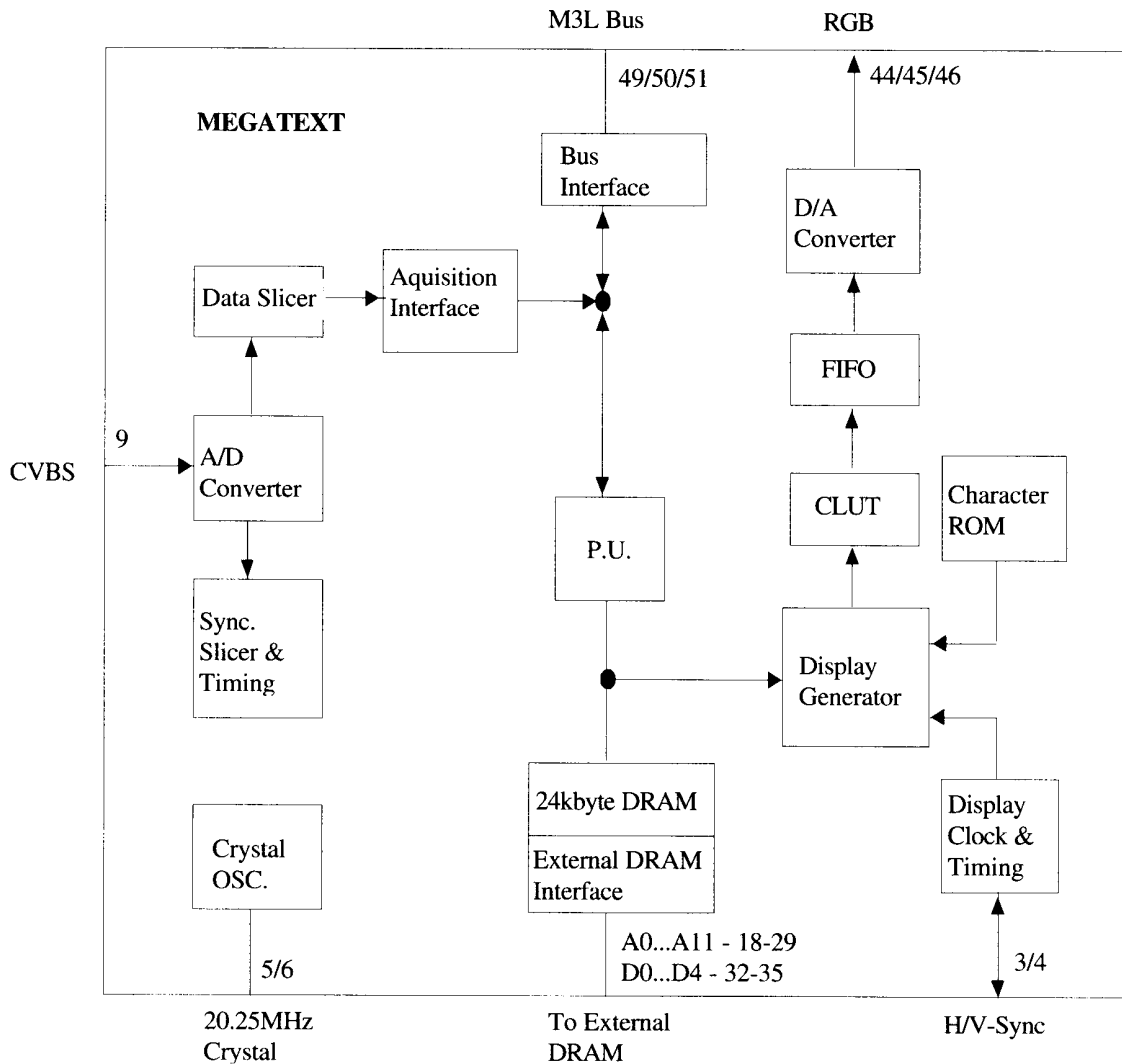 M3L Bus
RGB
49/50/51
44/45/46
MEGATEXT
Bus
Interface
D/A
Converter
Aquisition
Interface
Data Slicer
FIFO
9
CVBS
A/D
Converter
CLUT
Character
ROM
P.U.
Sync.
Slicer &
Timing
Display
Generator
24kbyte DRAM
External DRAM
Interface
Display
Clock &
Timing
Crystal
OSC.
A0...A11 - 18-29
D0...D4 - 32-35
5/6
3/4
20.25MHz
Crystal
To External
DRAM
H/V-Sync